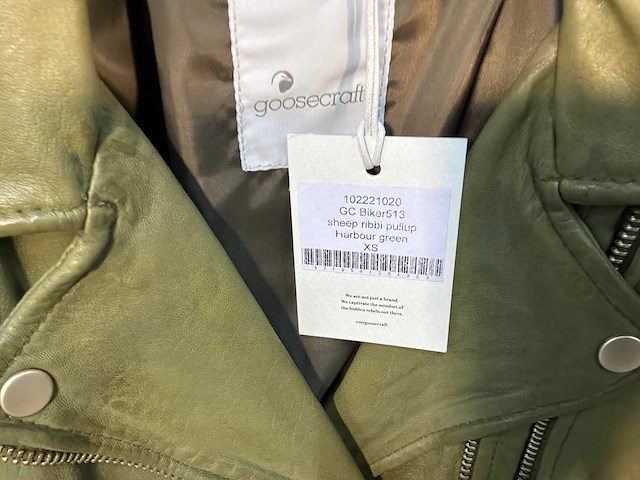 goosecraft
102221020
GC Biker513
sheep ribbi pullup
Harbour green
XS
We are not just a brand.
We captivate the mindset of
the hidden rebels out there.